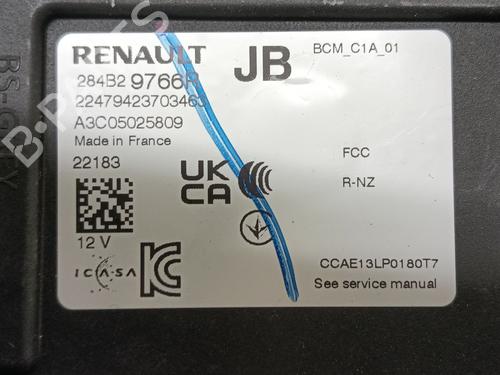 RENAULT JB BCM_C1A_01
284B2 9766R
22479423703463
A3C05025809
Made in France
22183
FCC
R-NZ
UK
CA
12 V
ICASA
CCAE13LP0180T7
See service manual
B-PARTS